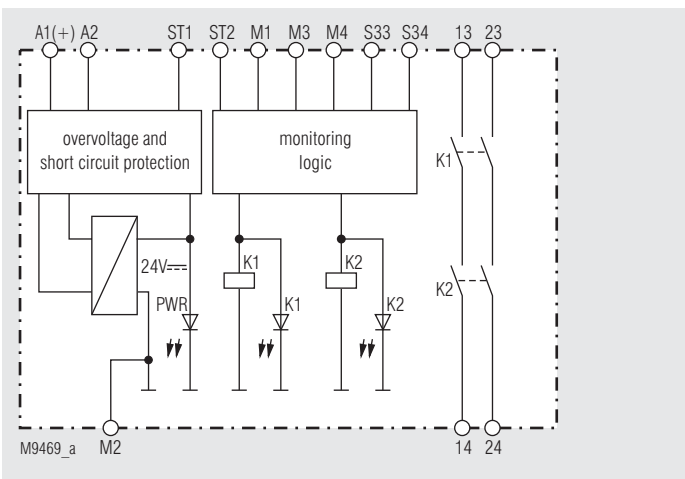 A1(+) A2 ST1 ST2 M1 M3 M4 S33 S34 13 23
overvoltage and
short circuit protection
monitoring
logic
K1
24V
K1
K2
K2
PWR
K1
K2
M9469_a
M2
14 24